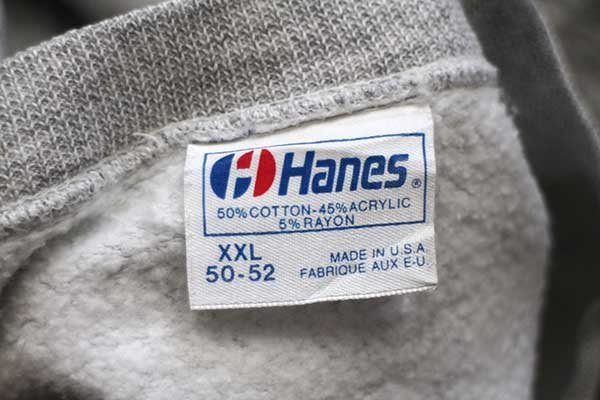 Hanes®
50% COTTON-45% ACRYLIC
5% RAYON
XXL
50-52
MADE IN U.S.A.
FABRIQUE AUX E-U.